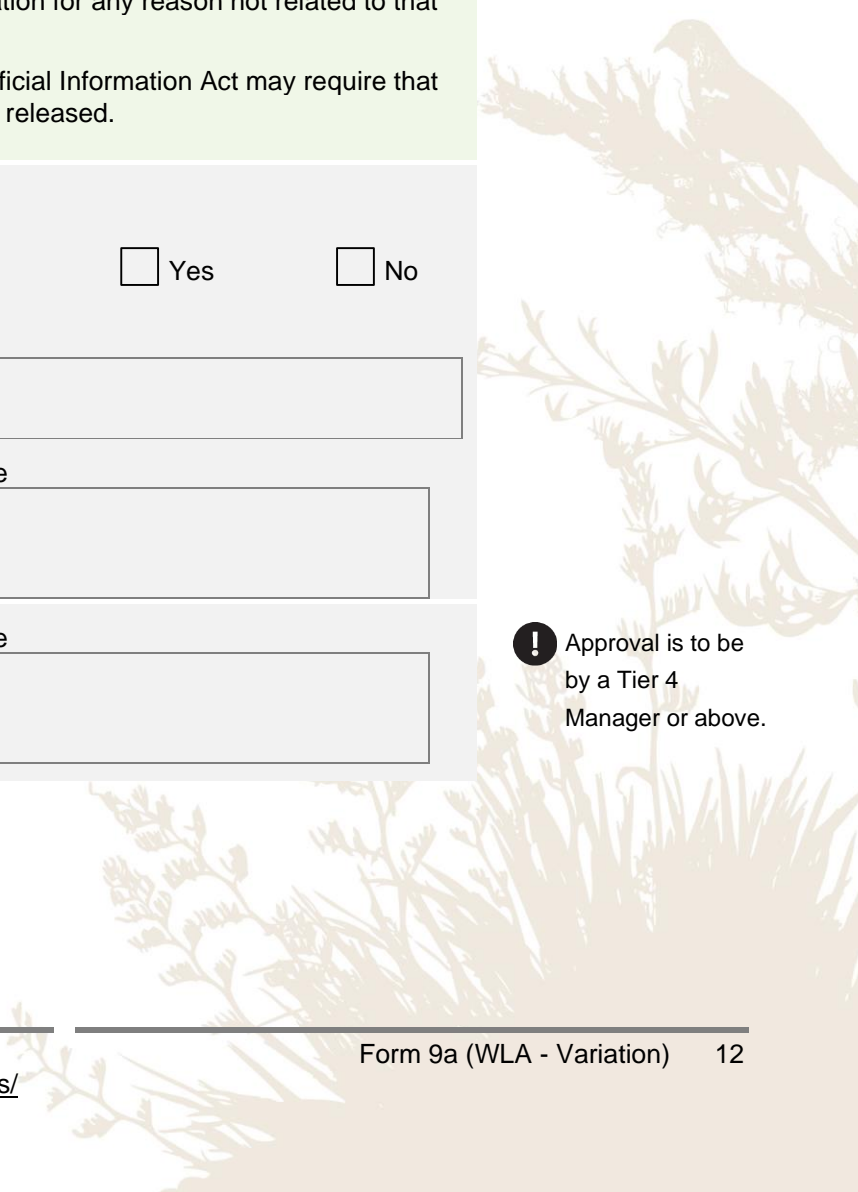 ation for any reason not related to that
ficial Information Act may require that
released.
Yes No
e
e
! Approval is to be
by a Tier 4
Manager or above.
Form 9a (WLA - Variation) 12
s/